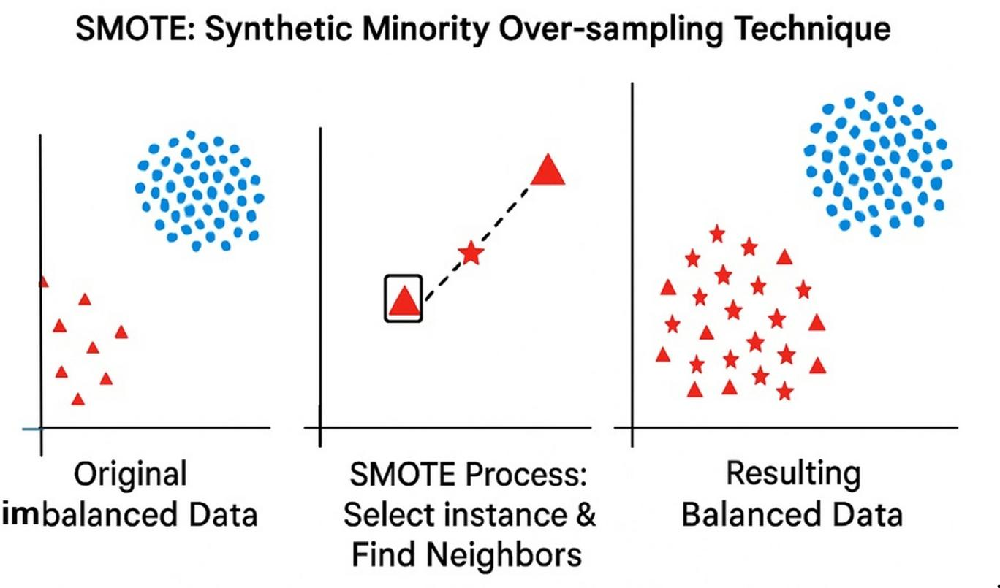 SMOTE: Synthetic Minority Over-sampling Technique
Original
imbalanced Data
SMOTE Process:
Select instance &
Find Neighbors
Resulting
Balanced Data